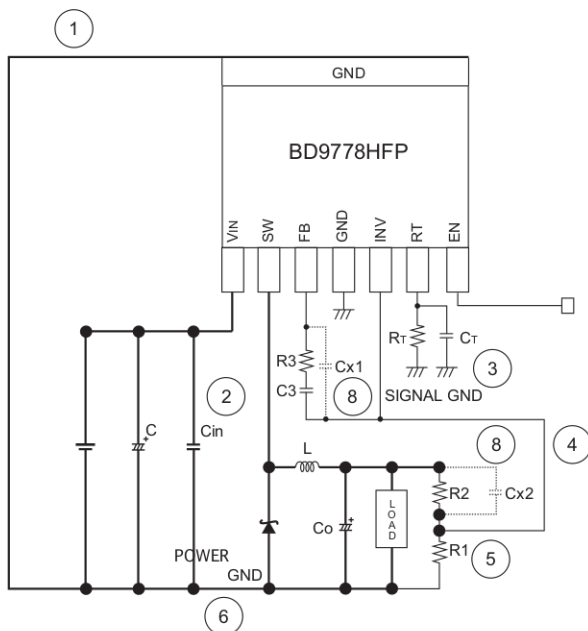 1
GND
BD9778HFP
VIN
SW
FB
GND
INV
RT
EN
R3
Cx1
C3
8
RT
CT
3
SIGNAL GND
2
C
+
Cin
8
4
L
R2
Cx2
Co
+
LOAD
R1
5
POWER
GND
6